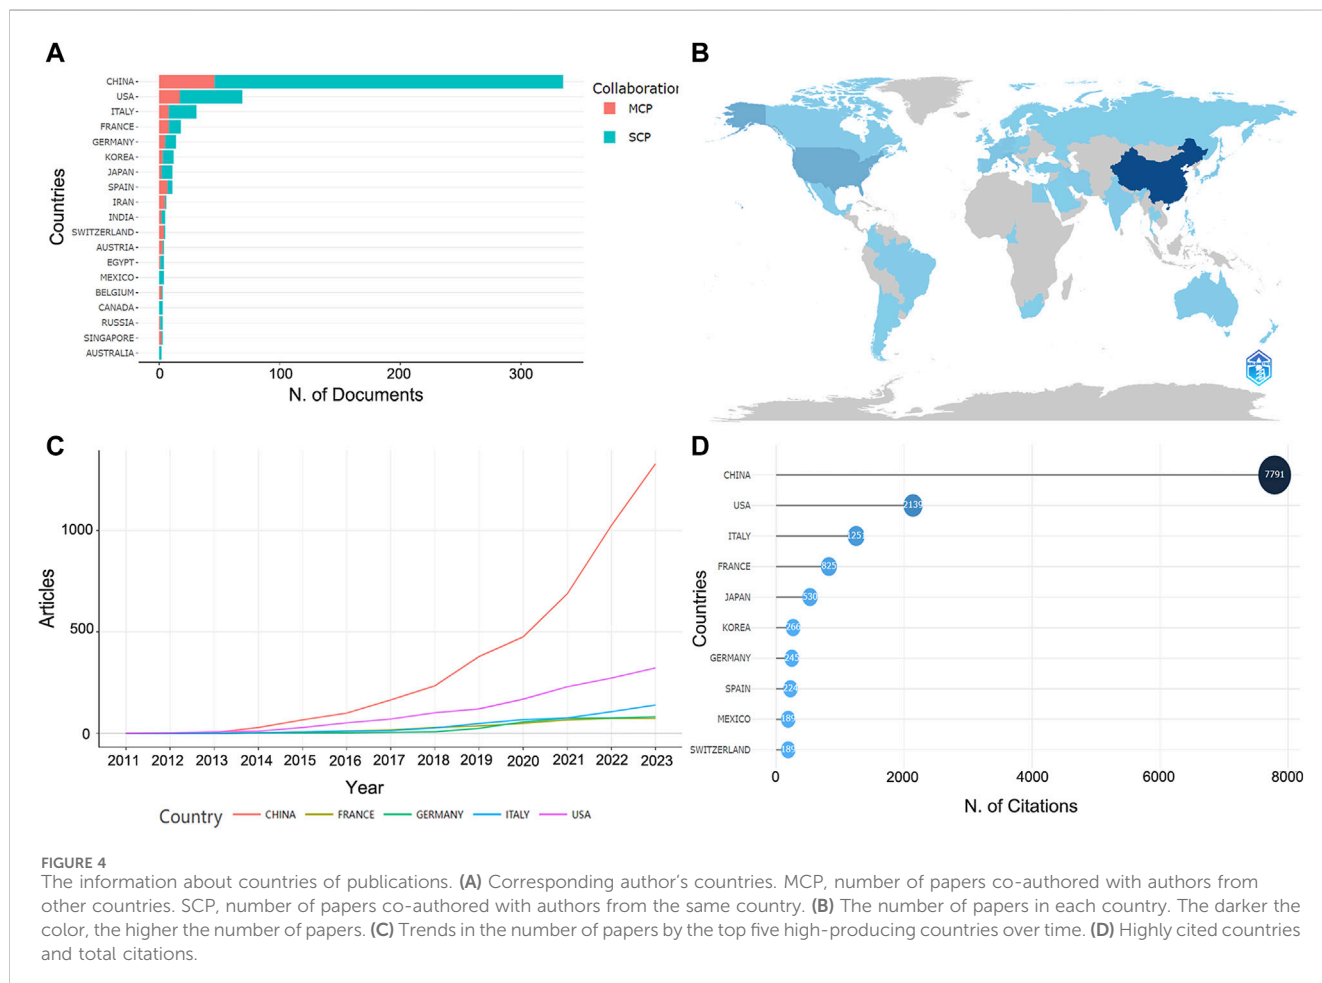 A
Countries
CHINA
USA
ITALY
FRANCE
GERMANY
KOREA
JAPAN
SPAIN
IRAN
INDIA
SWITZERLAND
AUSTRIA
EGYPT
MEXICO
BELGIUM
CANADA
RUSSIA
SINGAPORE
AUSTRALIA
0 100 200 300
N. of Documents
Collaboration
MCP
SCP
B
C
Articles
1000
500
0
2011 2012 2013 2014 2015 2016 2017 2018 2019 2020 2021 2022 2023
Year
Country CHINA FRANCE GERMANY ITALY USA
D
Countries
CHINA 7791
USA 2139
ITALY 1251
FRANCE 825
JAPAN 530
KOREA 266
GERMANY 245
SPAIN 224
MEXICO 189
SWITZERLAND 189
0 2000 4000 6000 8000
N. of Citations
FIGURE 4
The information about countries of publications. (A) Corresponding author's countries. MCP, number of papers co-authored with authors from
other countries. SCP, number of papers co-authored with authors from the same country. (B) The number of papers in each country. The darker the
color, the higher the number of papers. (C) Trends in the number of papers by the top five high-producing countries over time. (D) Highly cited countries
and total citations.